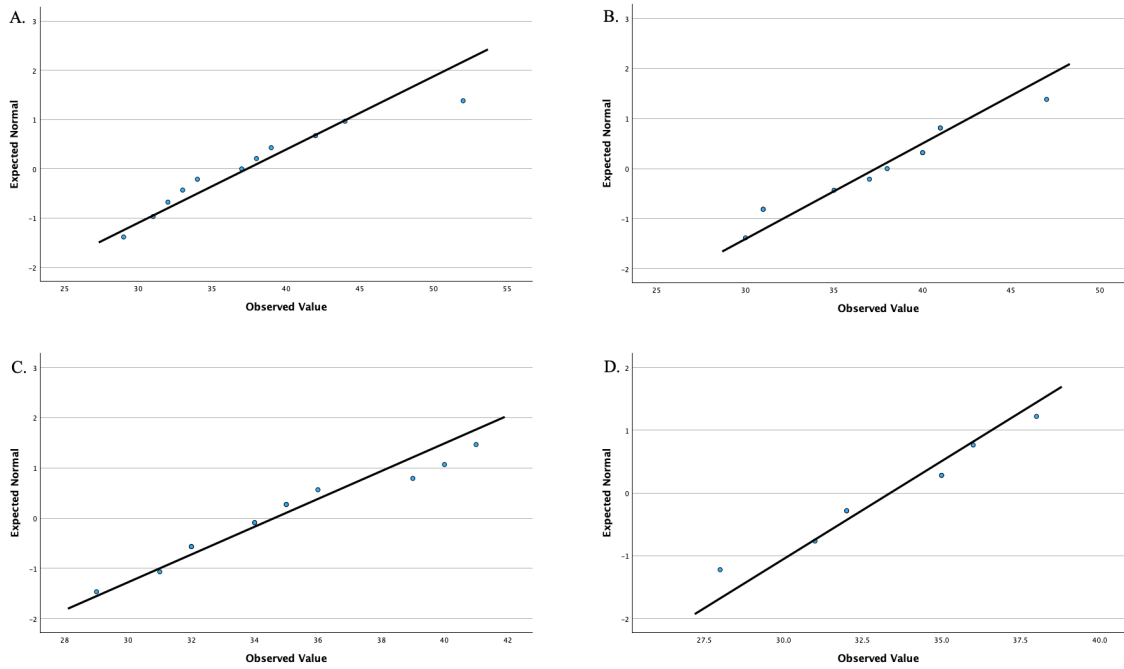 A.
3
2
1
0
-1
-2
Expected Normal
25 30 35 40 45 50 55
Observed Value
B.
3
2
1
0
-1
-2
Expected Normal
25 30 35 40 45 50
Observed Value
C.
3
2
1
0
-1
-2
Expected Normal
28 30 32 34 36 38 40 42
Observed Value
D.
2
1
0
-1
-2
Expected Normal
27.5 30.0 32.5 35.0 37.5 40.0
Observed Value